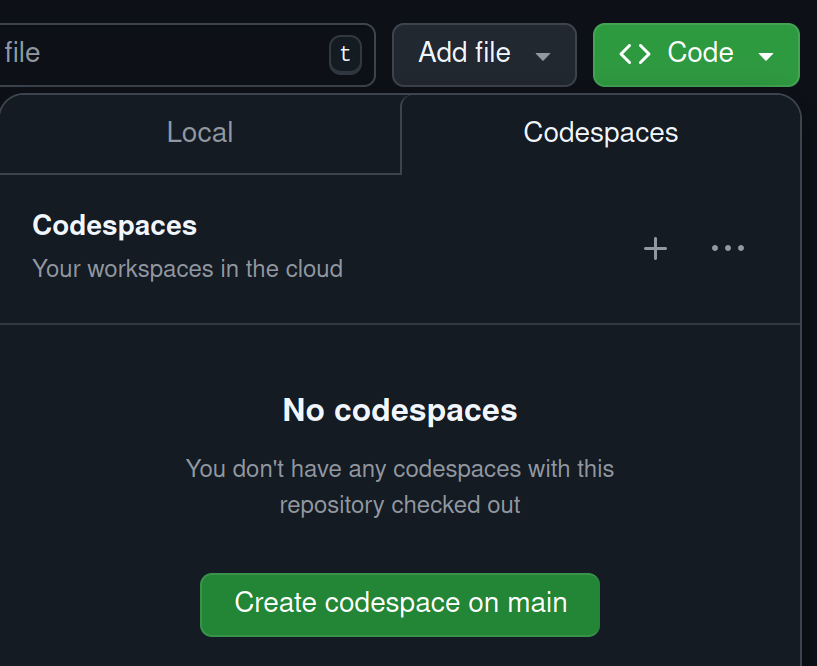 file
t
Add file
Code
Local
Codespaces
Codespaces
Your workspaces in the cloud
No codespaces
You don't have any codespaces with this
repository checked out
Create codespace on main